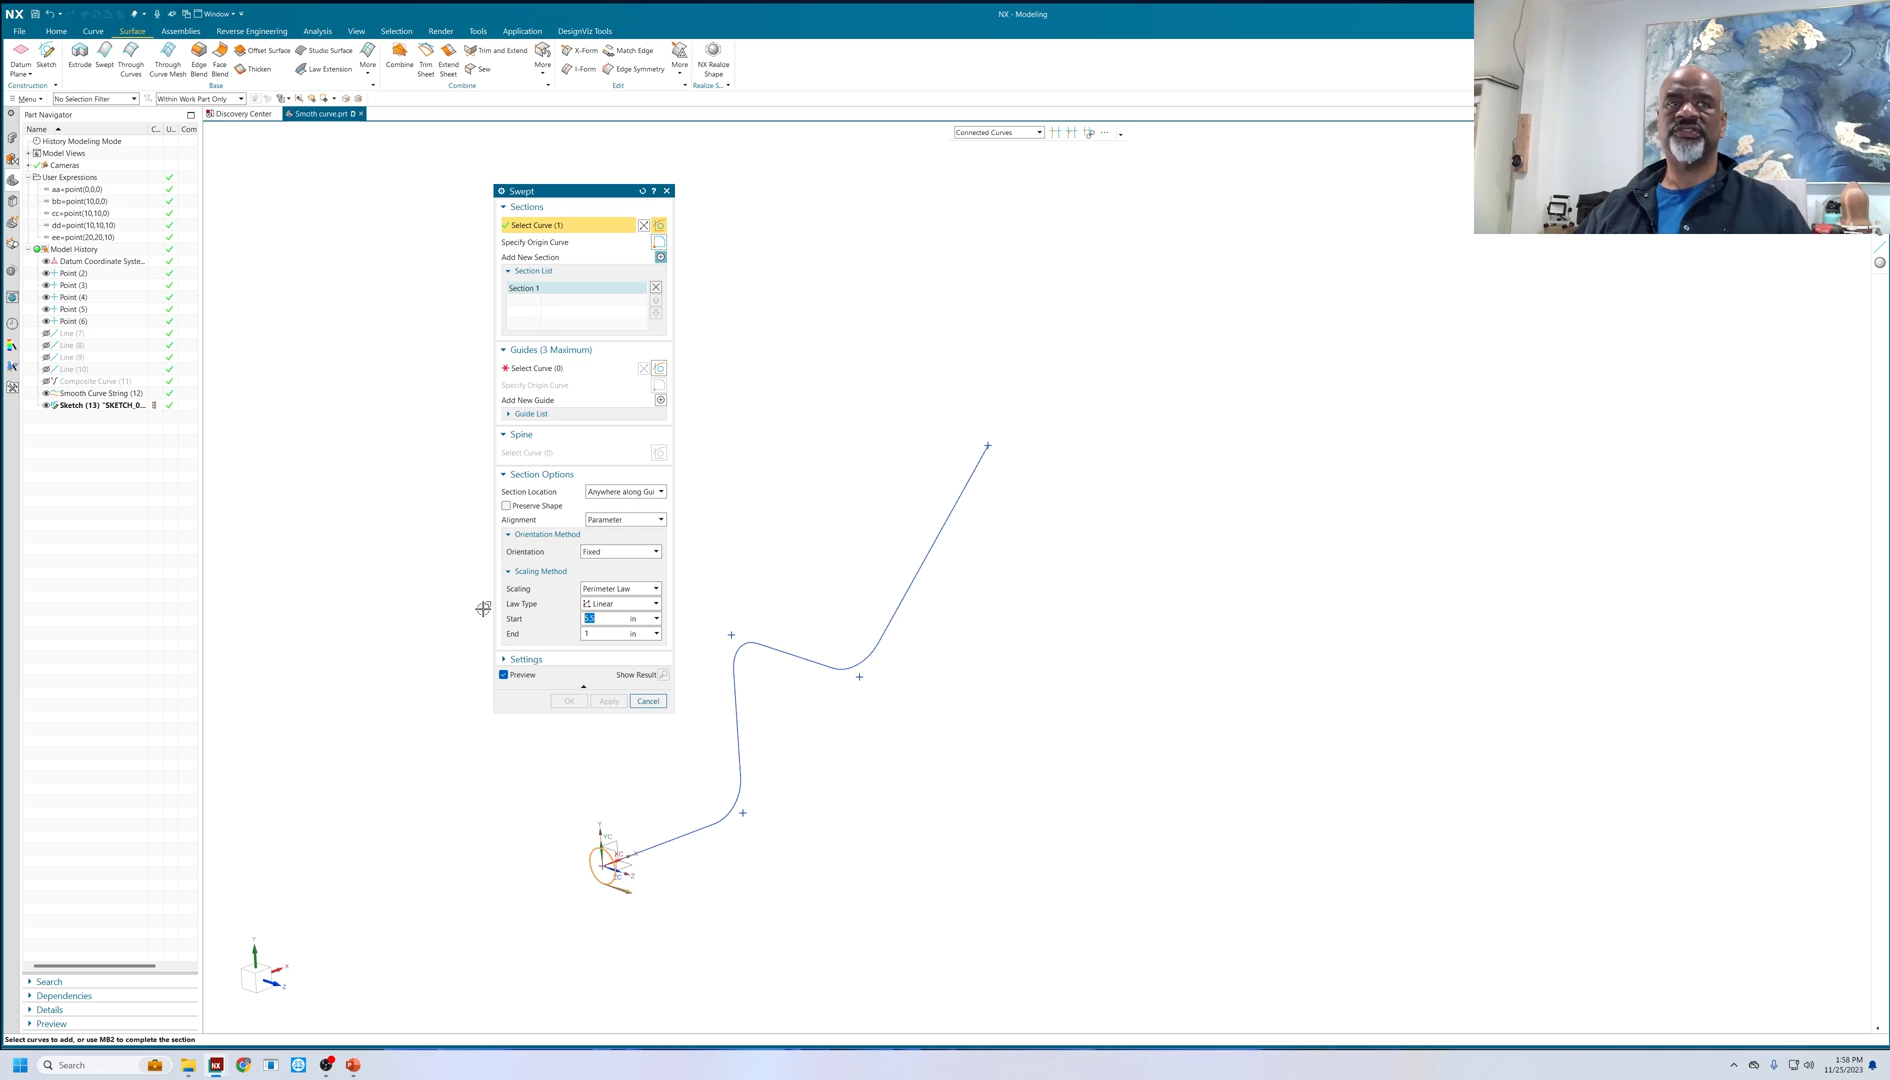 NX
Window
NX - Modeling
File
Home
Curve
Surface
Assemblies
Reverse Engineering
Analysis
View
Selection
Render
Tools
Application
DesignViz Tools
Datum Plane
Sketch
Extrude
Swept
Through Curves
Through Curve Mesh
Edge Blend
Face Blend
Offset Surface
Thicken
Studio Surface
Law Extension
More
Combine
Trim Sheet
Extend Sheet
Trim and Extend
Sew
More
X-Form
I-Form
Match Edge
Edge Symmetry
More
NX Realize Shape
Construction
Base
Combine
Edit
Realize S...
Menu
No Selection Filter
Within Work Part Only
Part Navigator
Discovery Center
Smoth curve.prt
Name
C...
U...
Com
History Modeling Mode
Model Views
Cameras
User Expressions
aa=point(0,0,0)
bb=point(10,0,0)
cc=point(10,10,0)
dd=point(10,10,10)
ee=point(20,20,10)
Model History
Datum Coordinate Syste...
Point (2)
Point (3)
Point (4)
Point (5)
Point (6)
Line (7)
Line (8)
Line (9)
Line (10)
Composite Curve (11)
Smooth Curve String (12)
Sketch (13) "SKETCH_0...
Connected Curves
Swept
Sections
Select Curve (1)
Specify Origin Curve
Add New Section
Section List
Section 1
Guides (3 Maximum)
Select Curve (0)
Specify Origin Curve
Add New Guide
Guide List
Spine
Select Curve (0)
Section Options
Section Location Anywhere along Gui
Preserve Shape
Alignment Parameter
Orientation Method
Orientation Fixed
Scaling Method
Scaling Perimeter Law
Law Type Linear
Start in
End 1 in
Settings
Preview Show Result
OK Apply Cancel
Y
YC
XC X
ZC Z
Y
X
Z
Search
Dependencies
Details
Preview
Select curves to add, or use MB2 to complete the section
Search
NX
1:58 PM
11/25/2023